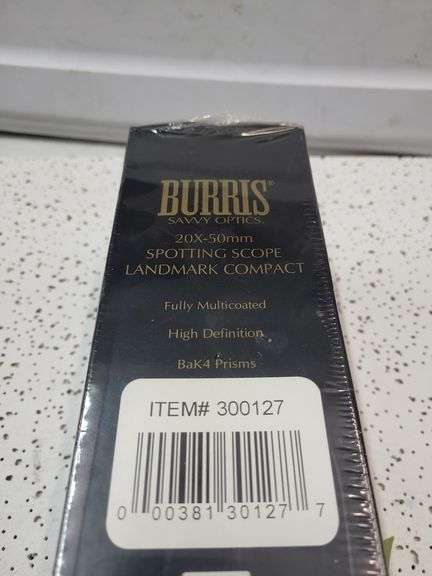 BURRIS®
SAVVY OPTICS
20X-50mm
SPOTTING SCOPE
LANDMARK COMPACT
Fully Multicoated
High Definition
BaK4 Prisms
ITEM# 300127
0 00381 30127 7